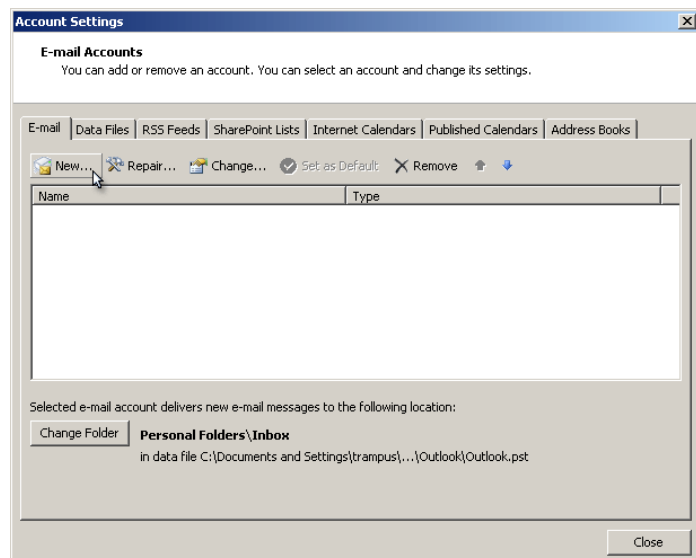 Account Settings
E-mail Accounts
You can add or remove an account. You can select an account and change its settings.
E-mail Data Files RSS Feeds SharePoint Lists Internet Calendars Published Calendars Address Books
New... Repair... Change... Set as Default Remove
Name Type
Selected e-mail account delivers new e-mail messages to the following location:
Change Folder Personal Folders\Inbox
in data file C:\Documents and Settings\trampus\...\Outlook\Outlook.pst
Close